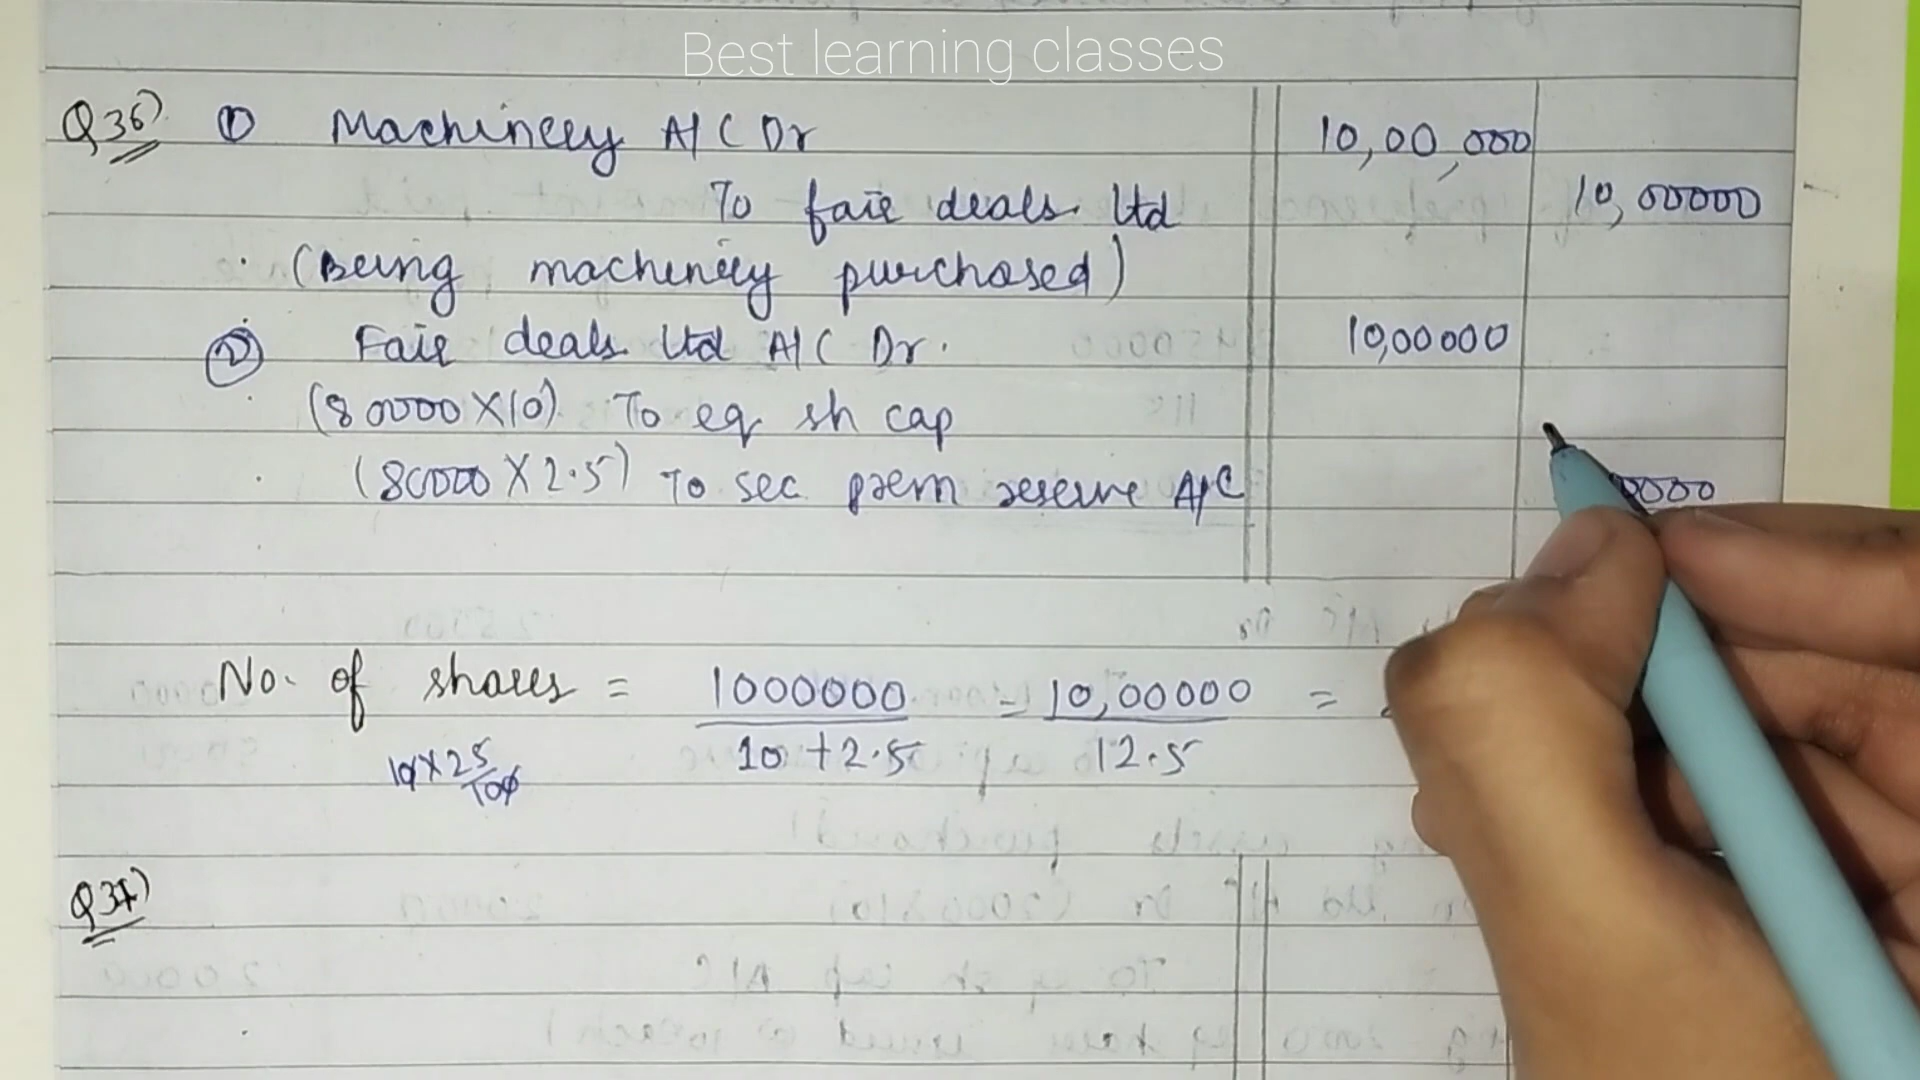 Best learning classes
Q36) ① Machinery A/C Dr 10,00,000
To fair deals ltd 10,00000
(Being machinery purchased)
② Fair deals ltd A/C Dr. 10,00000
(80000 X 10) To eq sh cap
(80000 X 2.5) To sec prem reserve A/C 0000
No. of shares = 1000000 = 10,00000 =
10 + 2.5 12.5
10 X 25
100
Q37)